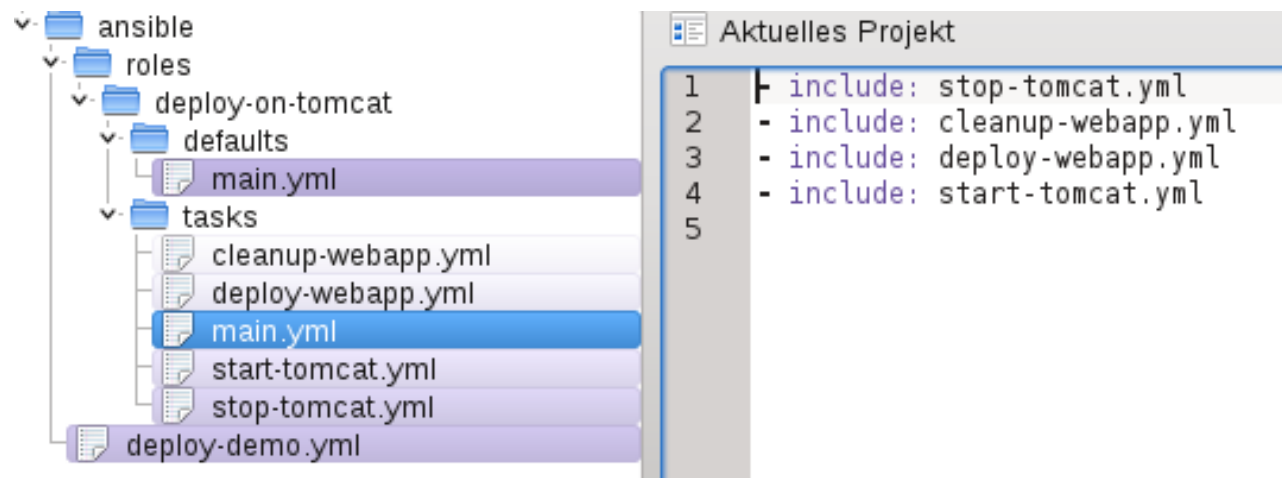 ansible
roles
deploy-on-tomcat
defaults
main.yml
tasks
cleanup-webapp.yml
deploy-webapp.yml
main.yml
start-tomcat.yml
stop-tomcat.yml
deploy-demo.yml
Aktuelles Projekt
1 - include: stop-tomcat.yml
2 - include: cleanup-webapp.yml
3 - include: deploy-webapp.yml
4 - include: start-tomcat.yml
5